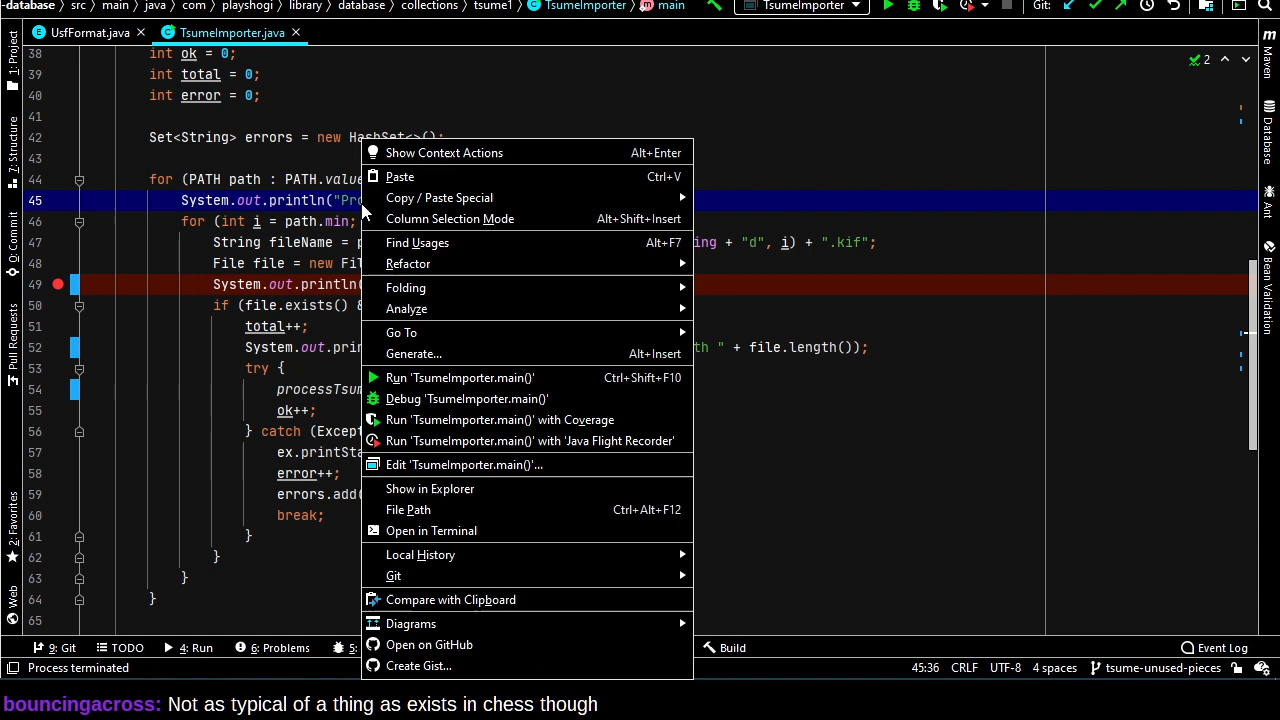 -database > src > main > java > com > playshogi > library > database > collections > tsume1 > TsumeImporter > main TsumeImporter Git:
UsfFormat.java TsumeImporter.java
1: Project
7: Structure
0: Commit
Pull Requests
2: Favorites
Web
2
38 int ok = 0;
39 int total = 0;
40 int error = 0;
41
42 Set<String> errors = new HashSet<>();
43
44 for (PATH path : PATH.value
45 System.out.println("Pro
46 for (int i = path.min;
47 String fileName = p ing + "d", i) + ".kif";
48 File file = new Fil
49 System.out.println(
50 if (file.exists() &
51 total++;
52 System.out.prin th " + file.length());
53 try {
54 processTsum
55 ok++;
56 } catch (Except
57 ex.printSta
58 error++;
59 errors.add(
60 break;
61 }
62 }
63 }
64 }
65
Show Context Actions Alt+Enter
Paste Ctrl+V
Copy / Paste Special
Column Selection Mode Alt+Shift+Insert
Find Usages Alt+F7
Refactor
Folding
Analyze
Go To
Generate... Alt+Insert
Run 'TsumeImporter.main()' Ctrl+Shift+F10
Debug 'TsumeImporter.main()'
Run 'TsumeImporter.main()' with Coverage
Run 'TsumeImporter.main()' with 'Java Flight Recorder'
Edit 'TsumeImporter.main()'...
Show in Explorer
File Path Ctrl+Alt+F12
Open in Terminal
Local History
Git
Compare with Clipboard
Diagrams
Open on GitHub
Create Gist...
m Maven
Database
Ant
Bean Validation
9: Git TODO 4: Run 6: Problems 5: Build Event Log
Process terminated 45:36 CRLF UTF-8 4 spaces tsume-unused-pieces
bouncingacross: Not as typical of a thing as exists in chess though